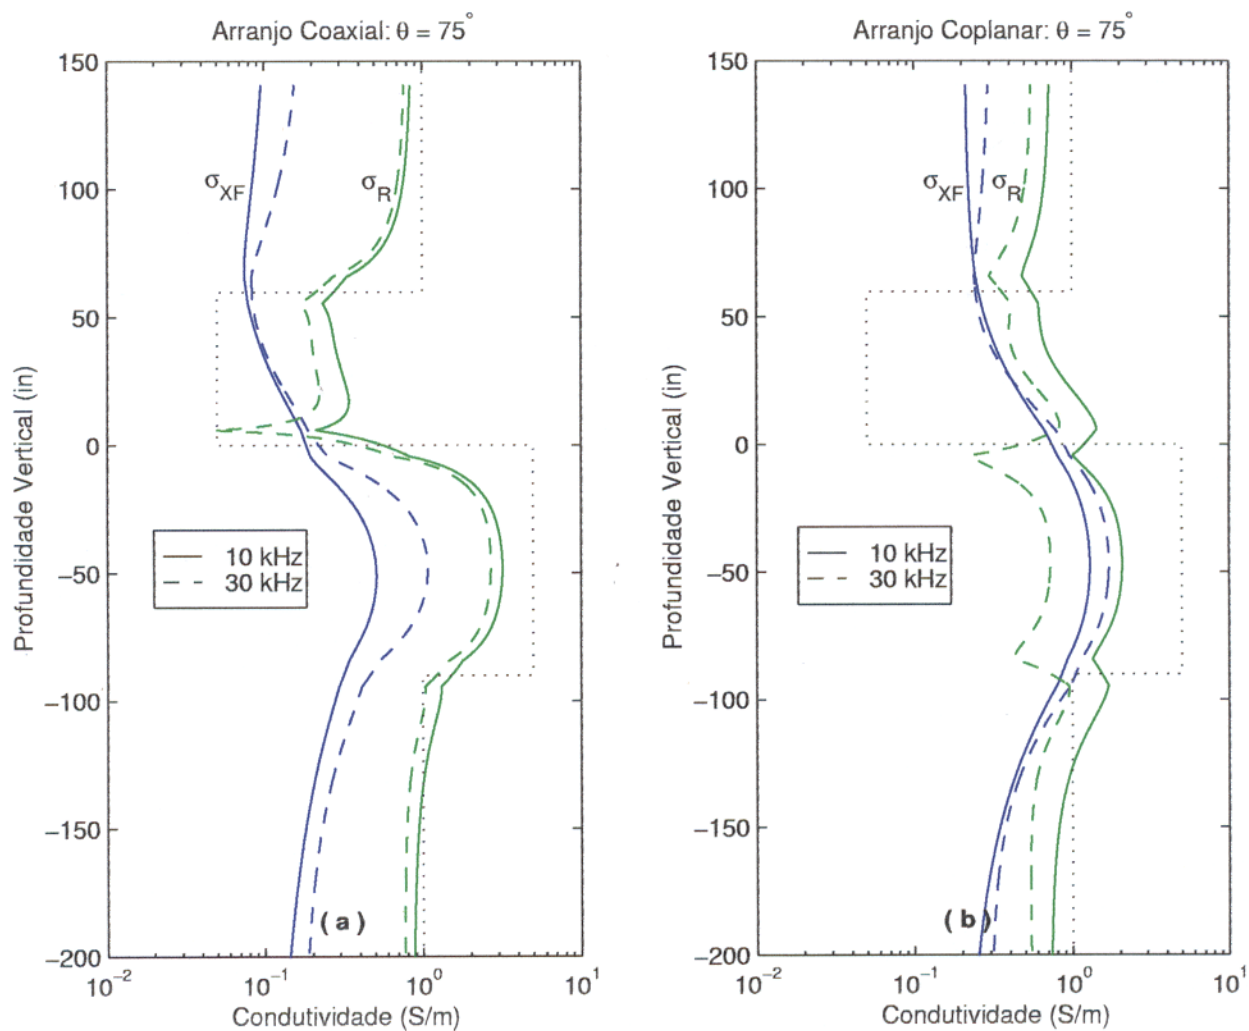 Arranjo Coaxial: θ = 75°
150
100
50
0
−50
−100
−150
−200
Profundidade Vertical (in)
σXF
σR
10 kHz
30 kHz
(a)
10⁻² 10⁻¹ 10⁰ 10¹
Condutividade (S/m)
Arranjo Coplanar: θ = 75°
150
100
50
0
−50
−100
−150
−200
Profundidade Vertical (in)
σXF
σR
10 kHz
30 kHz
(b)
10⁻² 10⁻¹ 10⁰ 10¹
Condutividade (S/m)